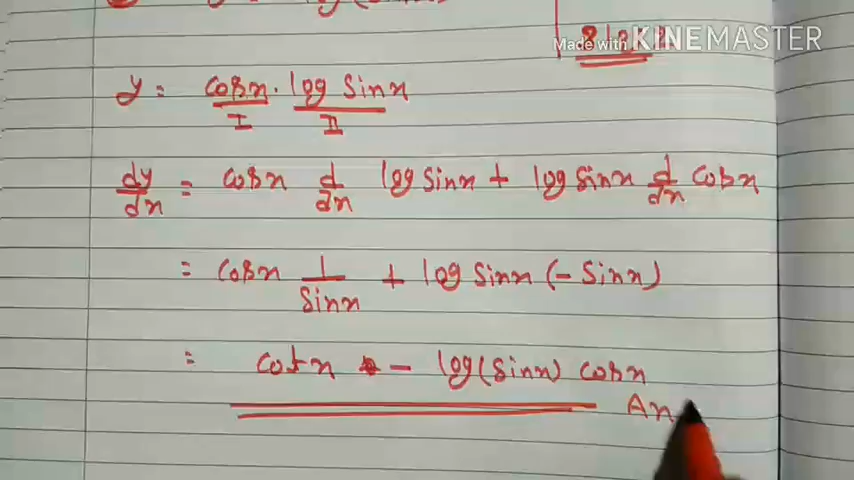 Made with KINEMASTER
y = cosx · log sinx
I II
dy/dx = cosx d/dx log sinx + log sinx d/dx cosx
= cosx 1/sinx + log sinx (- sinx)
= cotx - log(sinx) cosx
An